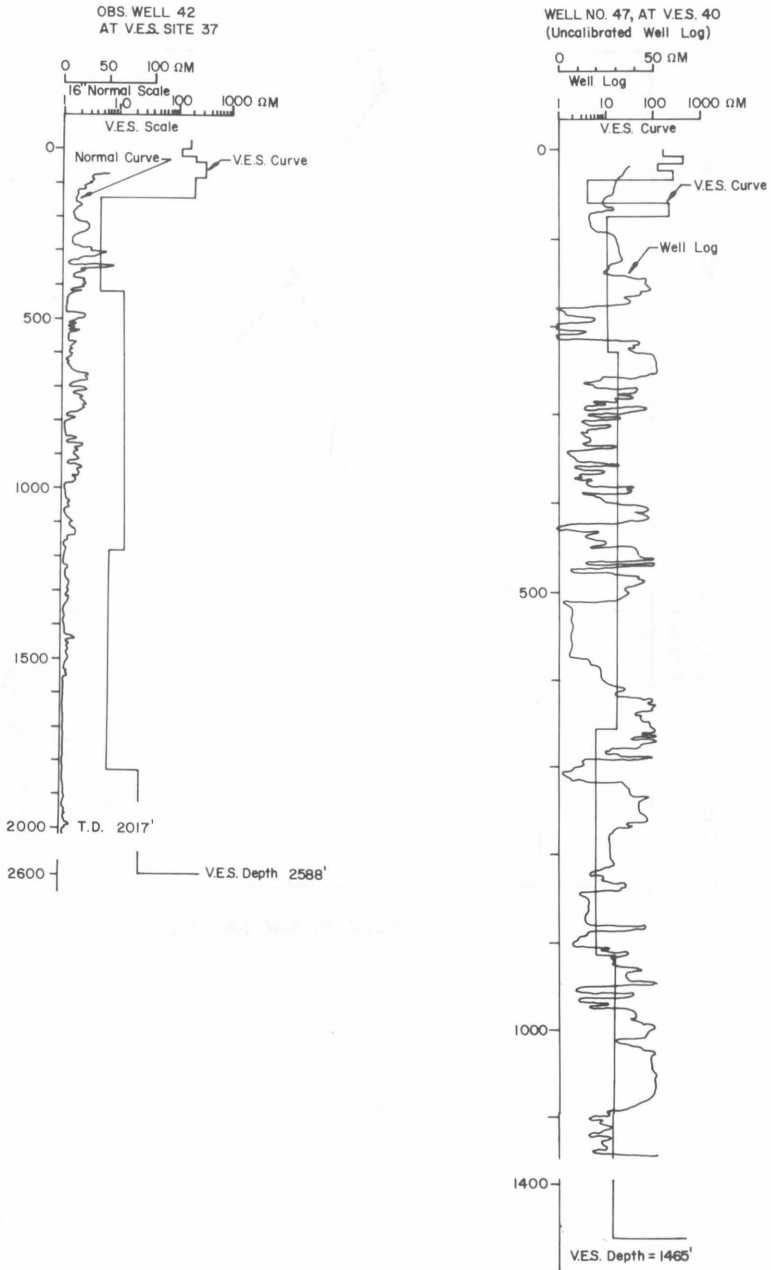 OBS. WELL 42
AT V.E.S. SITE 37
0 50 100 ΩM
16" Normal Scale
1 10 100 1000 ΩM
V.E.S. Scale
0
Normal Curve
V.E.S. Curve
500
1000
1500
2000
T.D. 2017'
2600
V.E.S. Depth 2588'
WELL NO. 47, AT V.E.S. 40
(Uncalibrated Well Log)
0 50 ΩM
Well Log
1 10 100 1000 ΩM
V.E.S. Curve
0
V.E.S. Curve
Well Log
500
1000
1400
V.E.S. Depth = 1465'